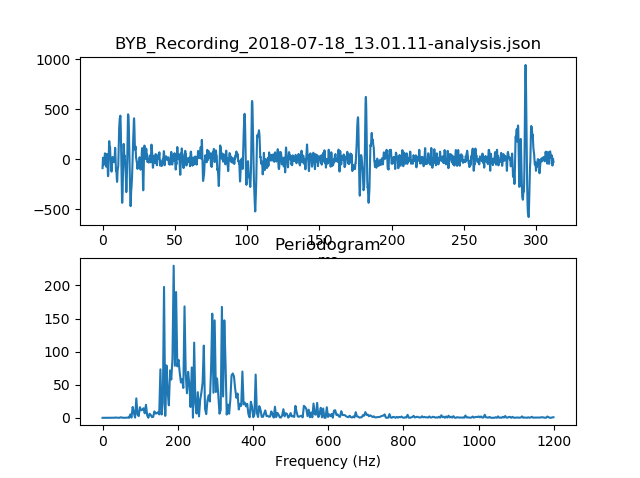 BYB_Recording_2018-07-18_13.01.11-analysis.json
1000
500
0
−500
0 50 100 150 200 250 300
Periodogram
200
150
100
50
0
0 200 400 600 800 1000 1200
Frequency (Hz)